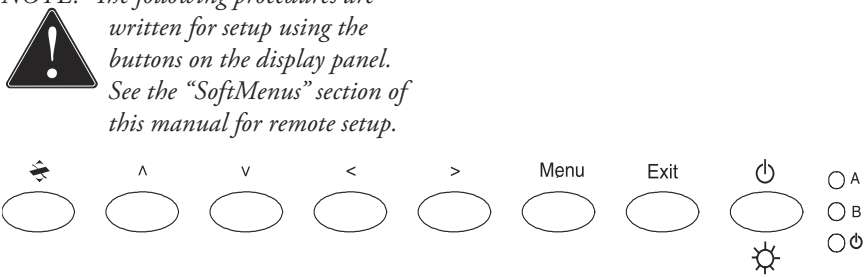 NOTE: The following procedures are
written for setup using the
buttons on the display panel.
See the “SoftMenus” section of
this manual for remote setup.
˄ ˅ < > Menu Exit
A
B